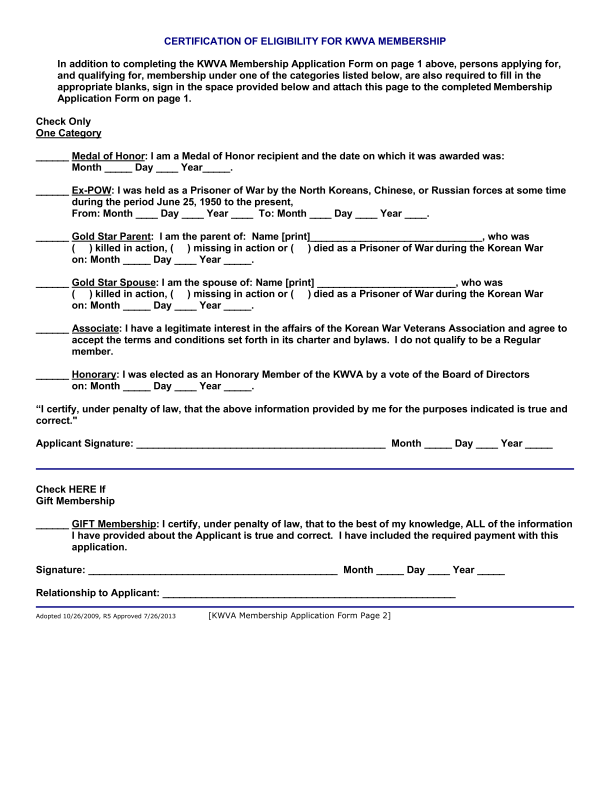 CERTIFICATION OF ELIGIBILITY FOR KWVA MEMBERSHIP
In addition to completing the KWVA Membership Application Form on page 1 above, persons applying for,
and qualifying for, membership under one of the categories listed below, are also required to fill in the
appropriate blanks, sign in the space provided below and attach this page to the completed Membership
Application Form on page 1.
Check Only
One Category
______ Medal of Honor: I am a Medal of Honor recipient and the date on which it was awarded was:
Month _____ Day ____ Year_____.
______ Ex-POW: I was held as a Prisoner of War by the North Koreans, Chinese, or Russian forces at some time
during the period June 25, 1950 to the present,
From: Month ____ Day ____ Year ____ To: Month ____ Day ____ Year ____.
______ Gold Star Parent: I am the parent of: Name [print]_______________________________, who was
( ) killed in action, ( ) missing in action or ( ) died as a Prisoner of War during the Korean War
on: Month _____ Day ____ Year _____.
______ Gold Star Spouse: I am the spouse of: Name [print] _________________________, who was
( ) killed in action, ( ) missing in action or ( ) died as a Prisoner of War during the Korean War
on: Month _____ Day ____ Year _____.
______ Associate: I have a legitimate interest in the affairs of the Korean War Veterans Association and agree to
accept the terms and conditions set forth in its charter and bylaws. I do not qualify to be a Regular
member.
______ Honorary: I was elected as an Honorary Member of the KWVA by a vote of the Board of Directors
on: Month _____ Day ____ Year _____.
“I certify, under penalty of law, that the above information provided by me for the purposes indicated is true and
correct."
Applicant Signature: _____________________________________________ Month _____ Day ____ Year _____
Check HERE If
Gift Membership
______ GIFT Membership: I certify, under penalty of law, that to the best of my knowledge, ALL of the information
I have provided about the Applicant is true and correct. I have included the required payment with this
application.
Signature: _____________________________________________ Month _____ Day ____ Year _____
Relationship to Applicant: _____________________________________________________
Adopted 10/26/2009, R5 Approved 7/26/2013 [KWVA Membership Application Form Page 2]